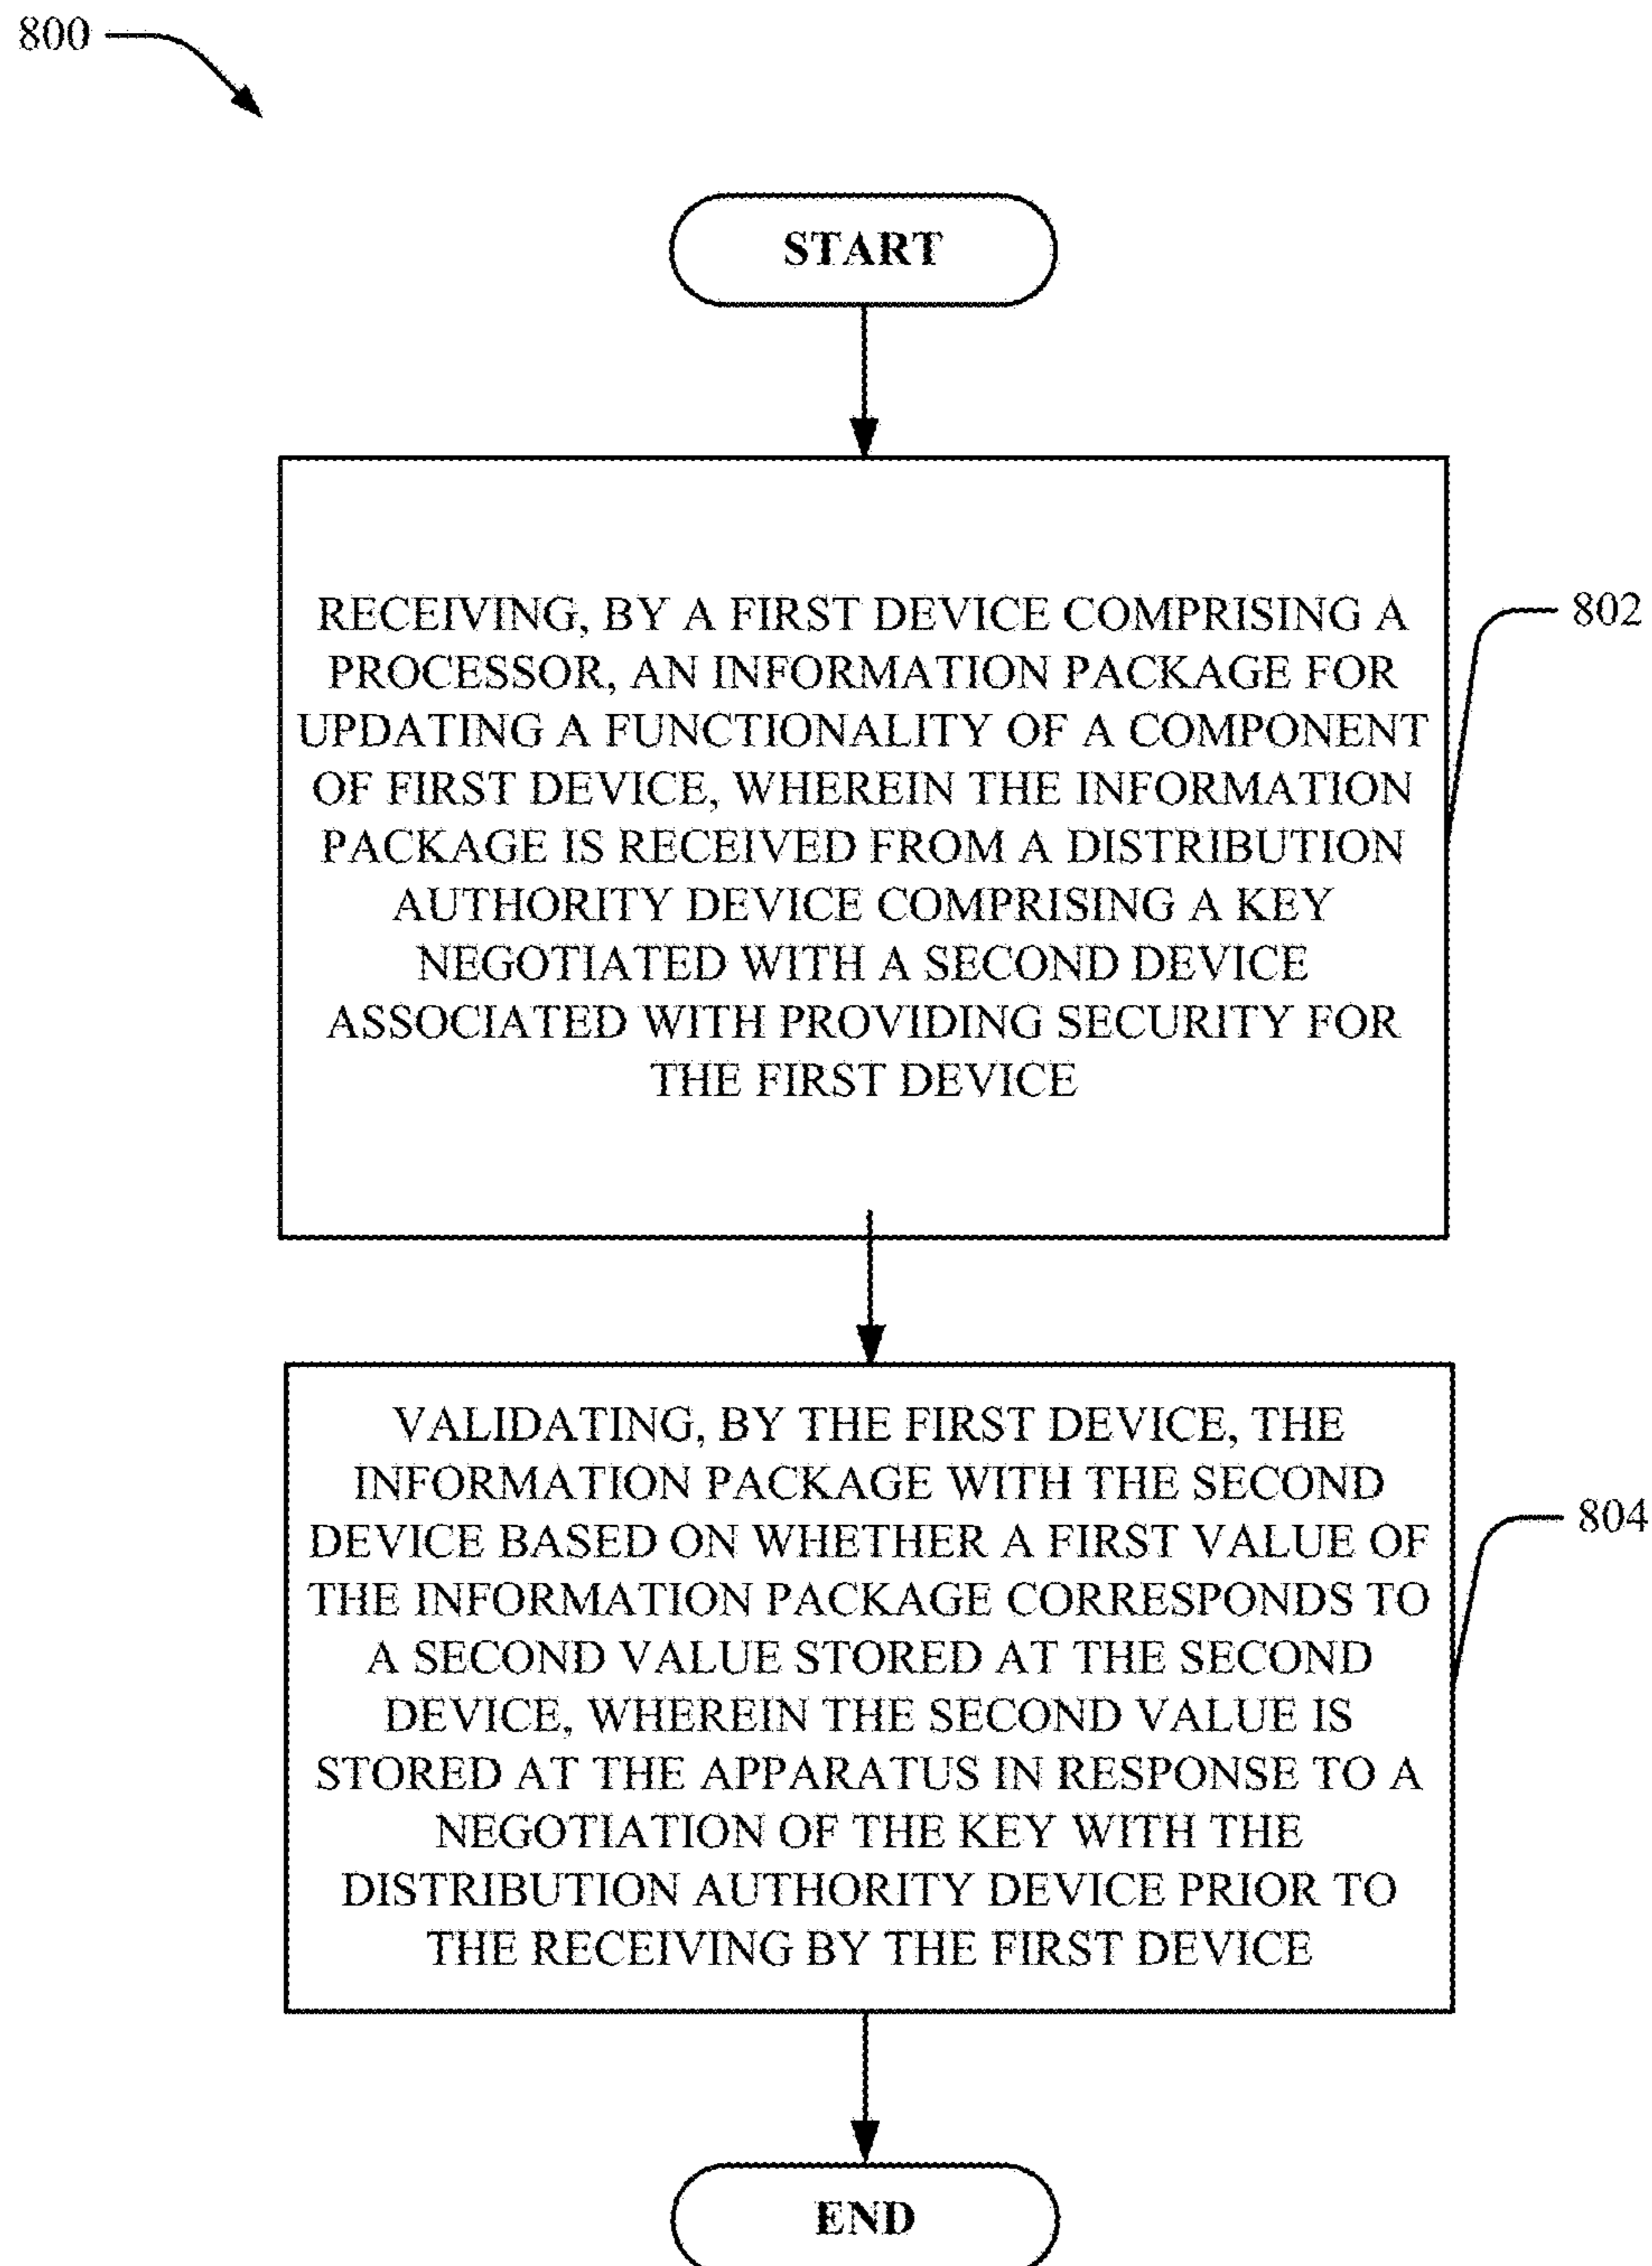 800
START
RECEIVING, BY A FIRST DEVICE COMPRISING A
PROCESSOR, AN INFORMATION PACKAGE FOR
UPDATING A FUNCTIONALITY OF A COMPONENT
OF FIRST DEVICE, WHEREIN THE INFORMATION
PACKAGE IS RECEIVED FROM A DISTRIBUTION
AUTHORITY DEVICE COMPRISING A KEY
NEGOTIATED WITH A SECOND DEVICE
ASSOCIATED WITH PROVIDING SECURITY FOR
THE FIRST DEVICE
802
VALIDATING, BY THE FIRST DEVICE, THE
INFORMATION PACKAGE WITH THE SECOND
DEVICE BASED ON WHETHER A FIRST VALUE OF
THE INFORMATION PACKAGE CORRESPONDS TO
A SECOND VALUE STORED AT THE SECOND
DEVICE, WHEREIN THE SECOND VALUE IS
STORED AT THE APPARATUS IN RESPONSE TO A
NEGOTIATION OF THE KEY WITH THE
DISTRIBUTION AUTHORITY DEVICE PRIOR TO
THE RECEIVING BY THE FIRST DEVICE
804
END